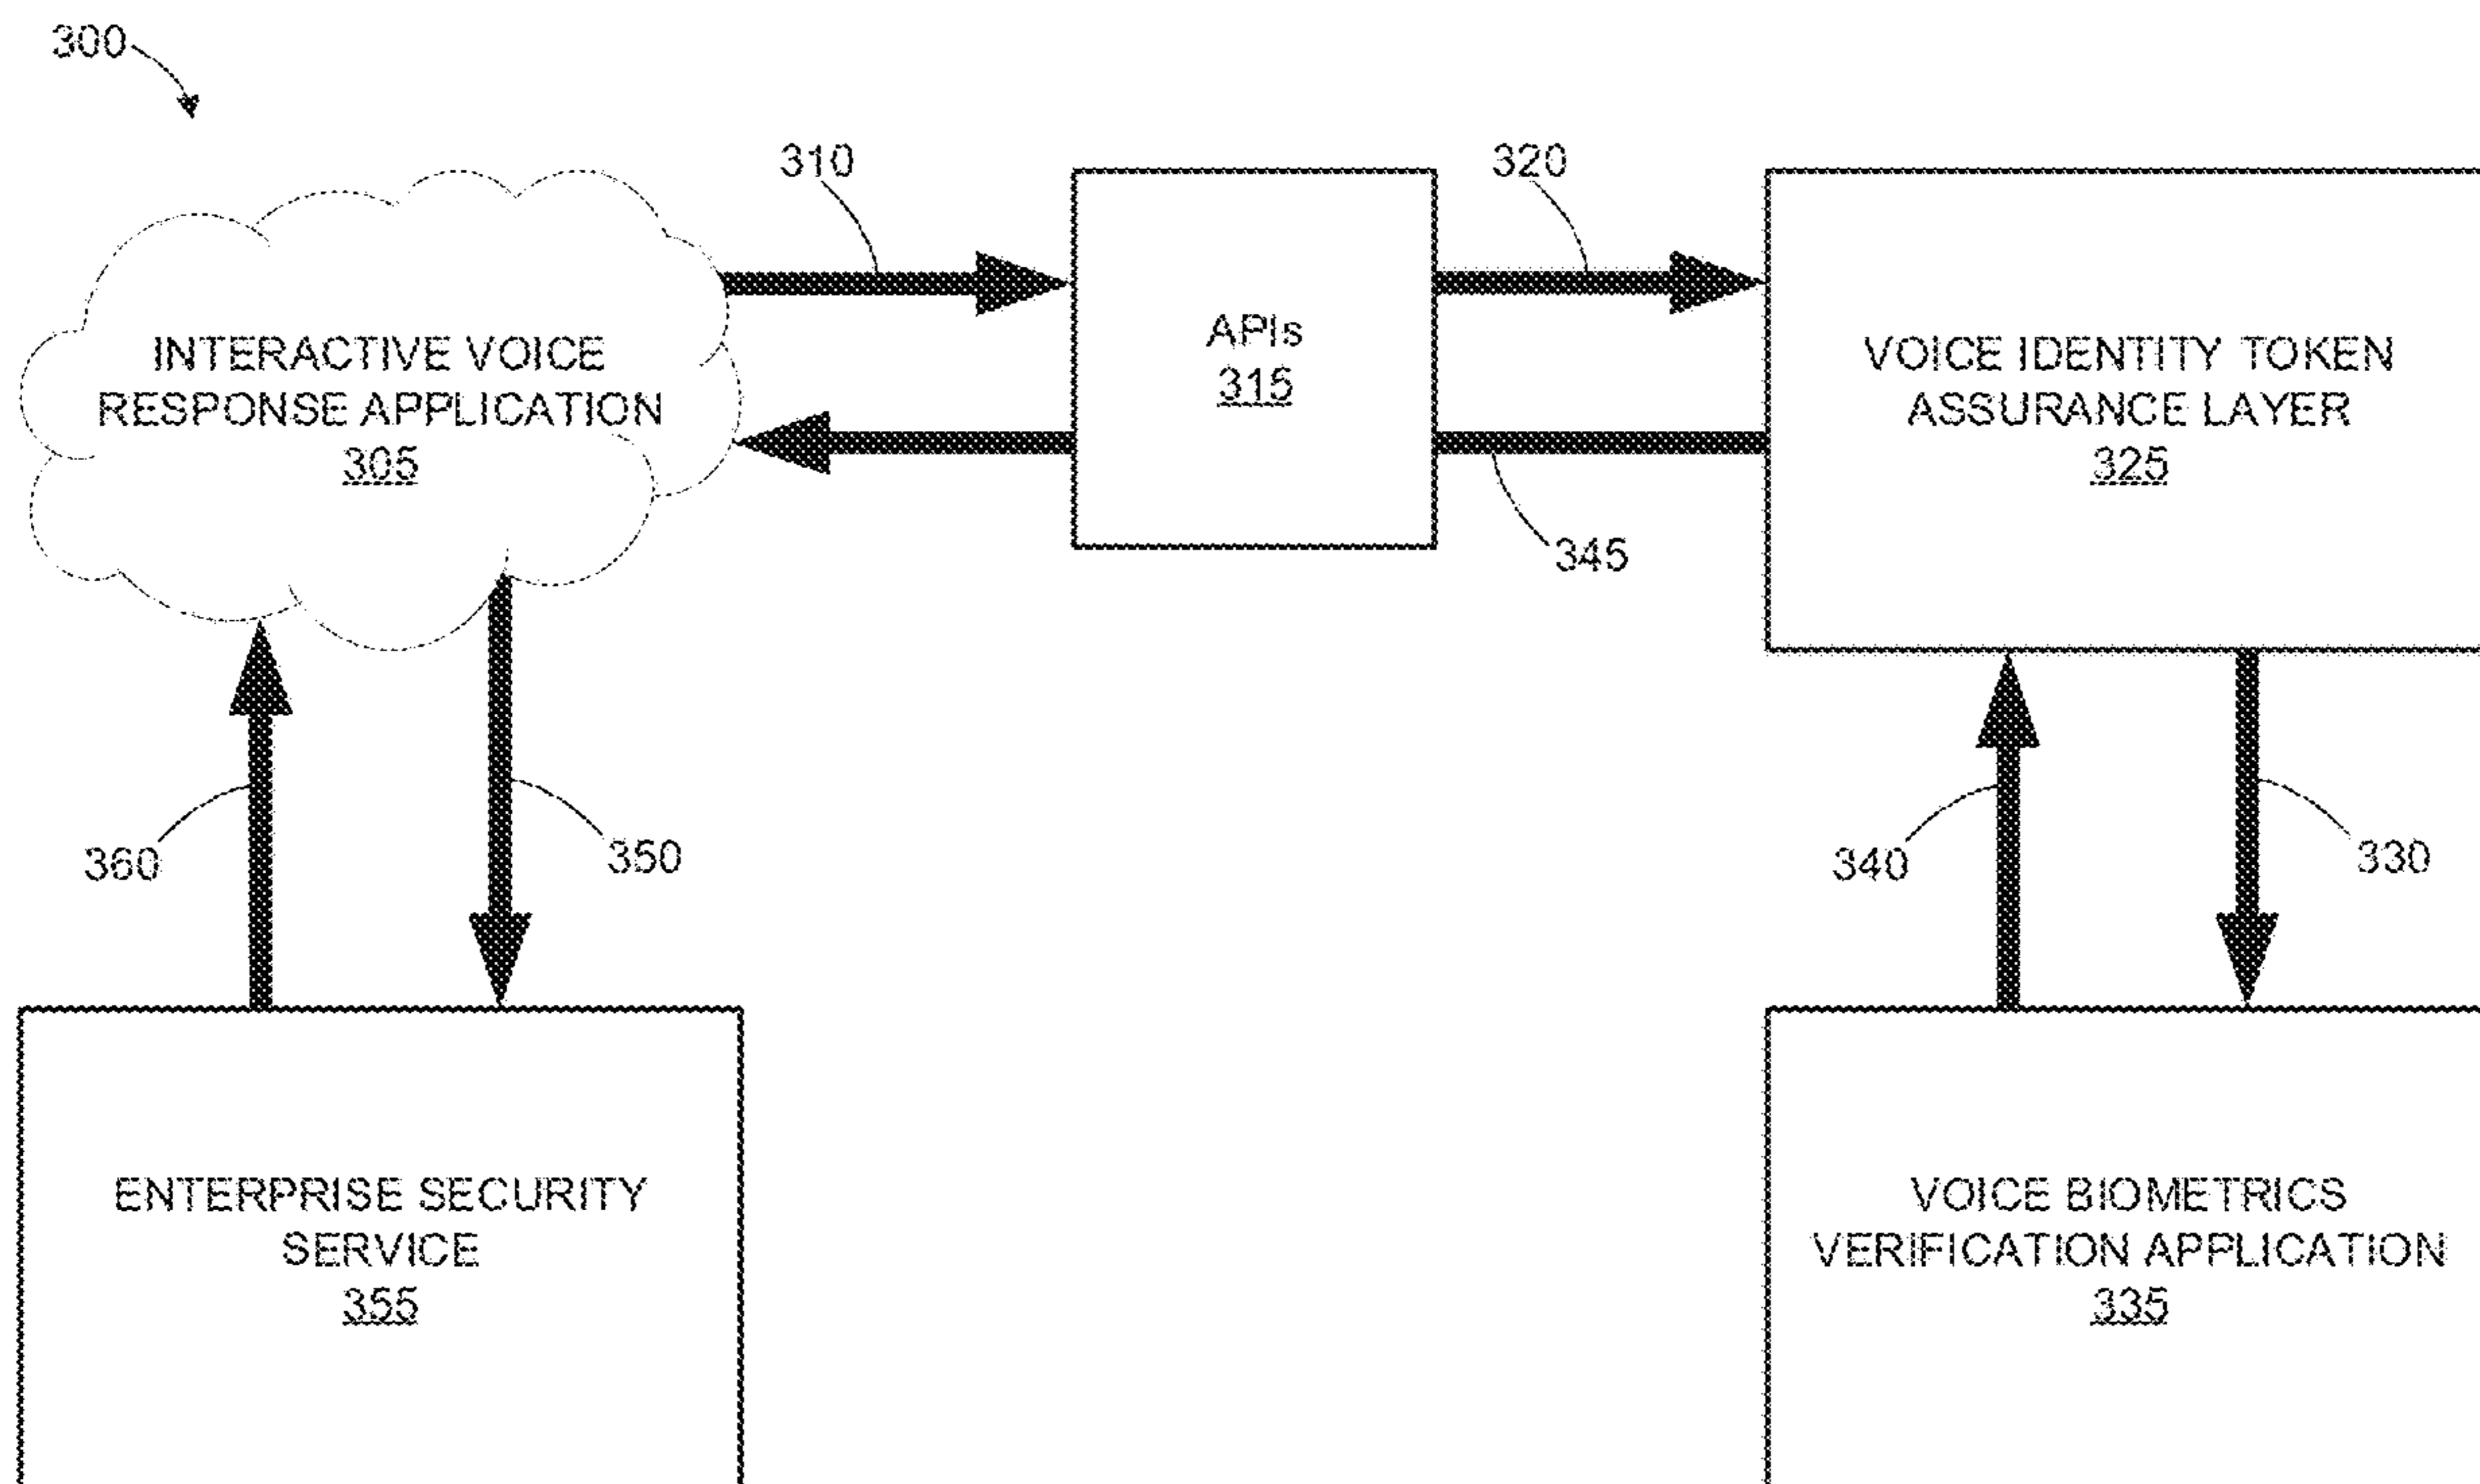 300
310
320
APIs
315
INTERACTIVE VOICE
RESPONSE APPLICATION
305
VOICE IDENTITY TOKEN
ASSURANCE LAYER
325
345
360
350
340
330
ENTERPRISE SECURITY
SERVICE
355
VOICE BIOMETRICS
VERIFICATION APPLICATION
335